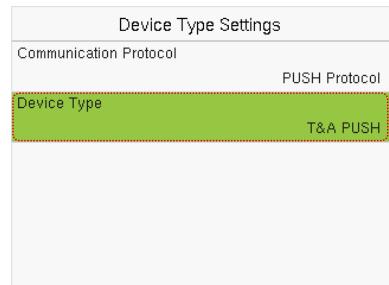 Device Type Settings
Communication Protocol
PUSH Protocol
Device Type
T&A PUSH